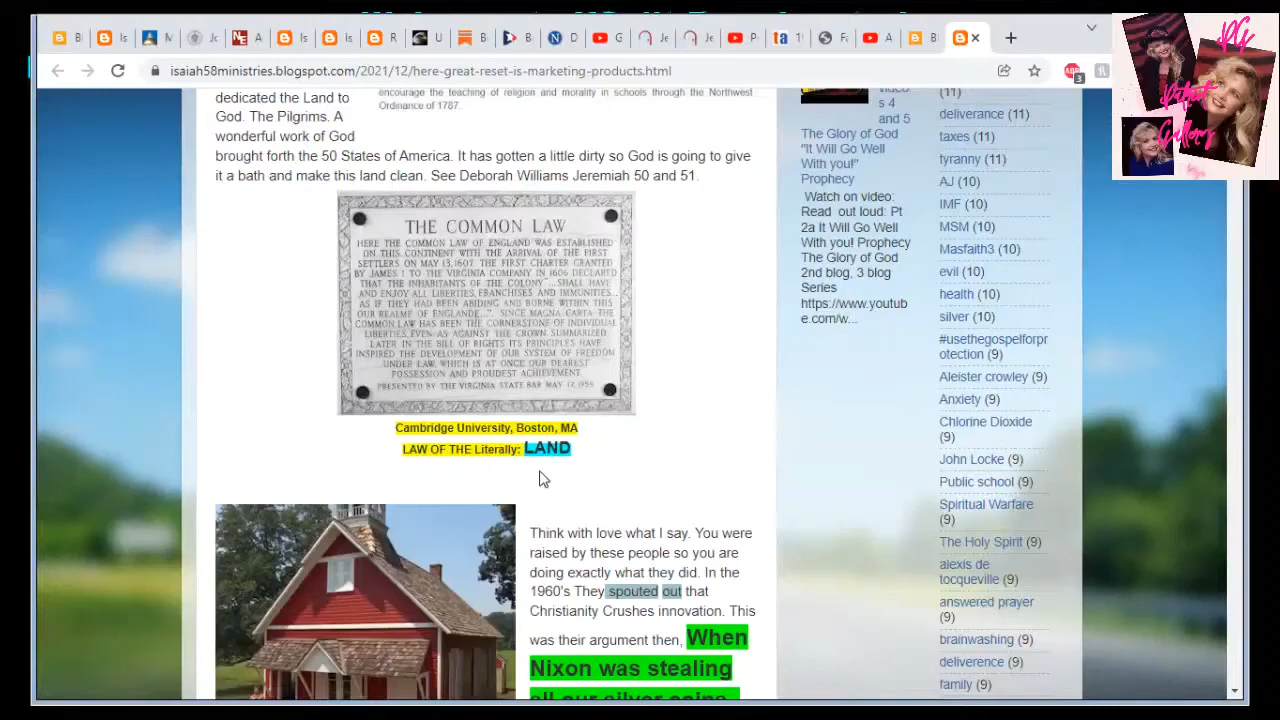 isaiah58ministries.blogspot.com/2021/12/here-great-reset-is-marketing-products.html
PG
Patriot
Gallery
dedicated the Land to
God. The Pilgrims. A
wonderful work of God
encourage the teaching of religion and morality in schools through the Northwest
Ordinance of 1787.
brought forth the 50 States of America. It has gotten a little dirty so God is going to give
it a bath and make this land clean. See Deborah Williams Jeremiah 50 and 51.
THE COMMON LAW
HERE THE COMMON LAW OF ENGLAND WAS ESTABLISHED
ON THIS CONTINENT WITH THE ARRIVAL OF THE FIRST
SETTLERS ON MAY 13,1607. THE FIRST CHARTER GRANTED
BY JAMES I TO THE VIRGINIA COMPANY IN 1606 DECLARED
THAT THE INHABITANTS OF THE COLONY "...SHALL HAVE
AND ENJOY ALL LIBERTIES, FRANCHISES AND IMMUNITIES...
AS IF THEY HAD BEEN ABIDING AND BORNE WITHIN THIS
OUR REALME OF ENGLANDE...". SINCE MAGNA CARTA THE
COMMON LAW HAS BEEN THE CORNERSTONE OF INDIVIDUAL
LIBERTIES, EVEN AS AGAINST THE CROWN. SUMMARIZED
LATER IN THE BILL OF RIGHTS ITS PRINCIPLES HAVE
INSPIRED THE DEVELOPMENT OF OUR SYSTEM OF FREEDOM
UNDER LAW, WHICH IS AT ONCE OUR DEAREST
POSSESSION AND PROUDEST ACHIEVEMENT.
PRESENTED BY THE VIRGINIA STATE BAR MAY 17, 1959
Cambridge University, Boston, MA
LAW OF THE Literally: LAND
Think with love what I say. You were
raised by these people so you are
doing exactly what they did. In the
1960's They spouted out that
Christianity Crushes innovation. This
was their argument then, When
Nixon was stealing
all our silver coins
video
s 4
and 5
The Glory of God
"It Will Go Well
With you!"
Prophecy
Watch on video:
Read out loud: Pt
2a It Will Go Well
With you! Prophecy
The Glory of God
2nd blog, 3 blog
Series
https://www.youtub
e.com/w...
(11)
deliverance (11)
taxes (11)
tyranny (11)
AJ (10)
IMF (10)
MSM (10)
Masfaith3 (10)
evil (10)
health (10)
silver (10)
#usethegospelforpr
otection (9)
Aleister crowley (9)
Anxiety (9)
Chlorine Dioxide
(9)
John Locke (9)
Public school (9)
Spiritual Warfare
(9)
The Holy Spirit (9)
alexis de
tocqueville (9)
answered prayer
(9)
brainwashing (9)
deliverence (9)
family (9)